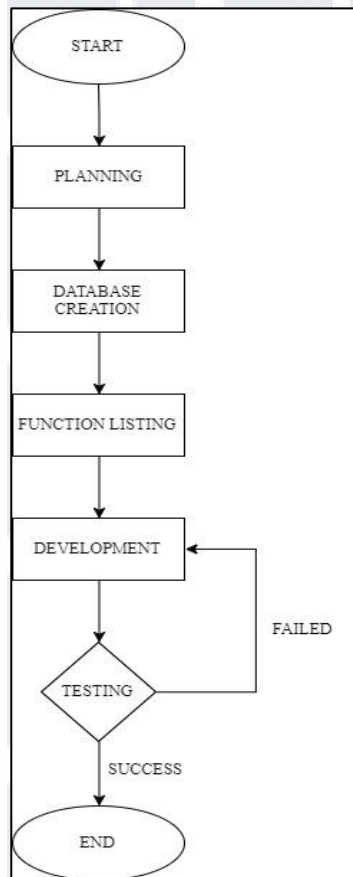 START
PLANNING
DATABASE
CREATION
FUNCTION LISTING
DEVELOPMENT
FAILED
TESTING
SUCCESS
END